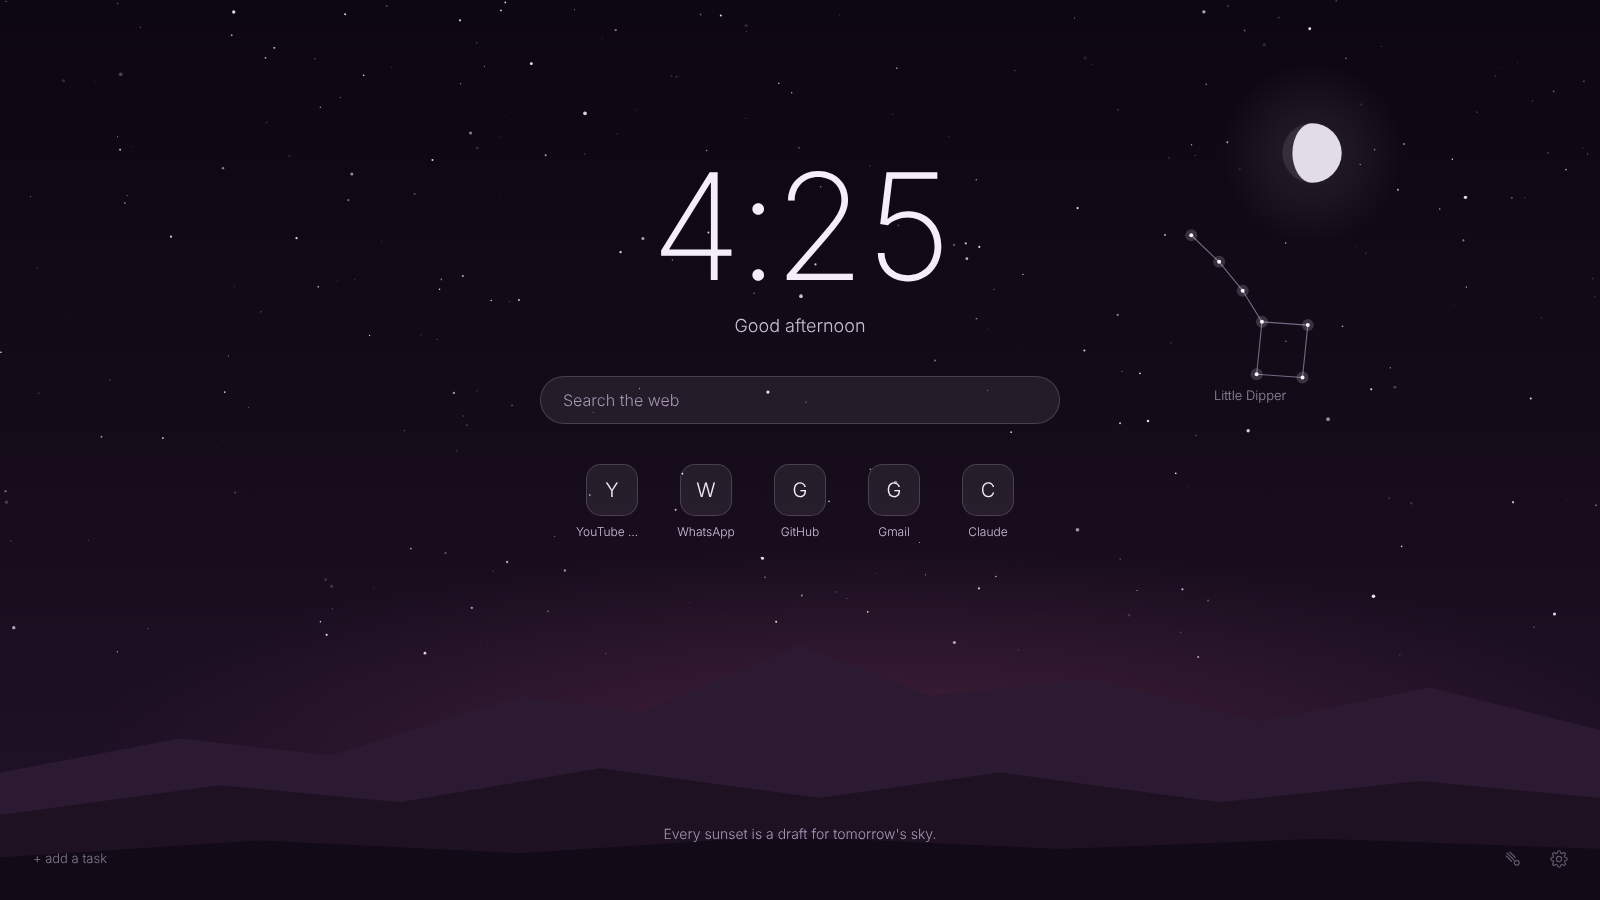 4:25
Good afternoon
Search the web
Y W G G C
YouTube ... WhatsApp GitHub Gmail Claude
Little Dipper
Every sunset is a draft for tomorrow's sky.
+ add a task